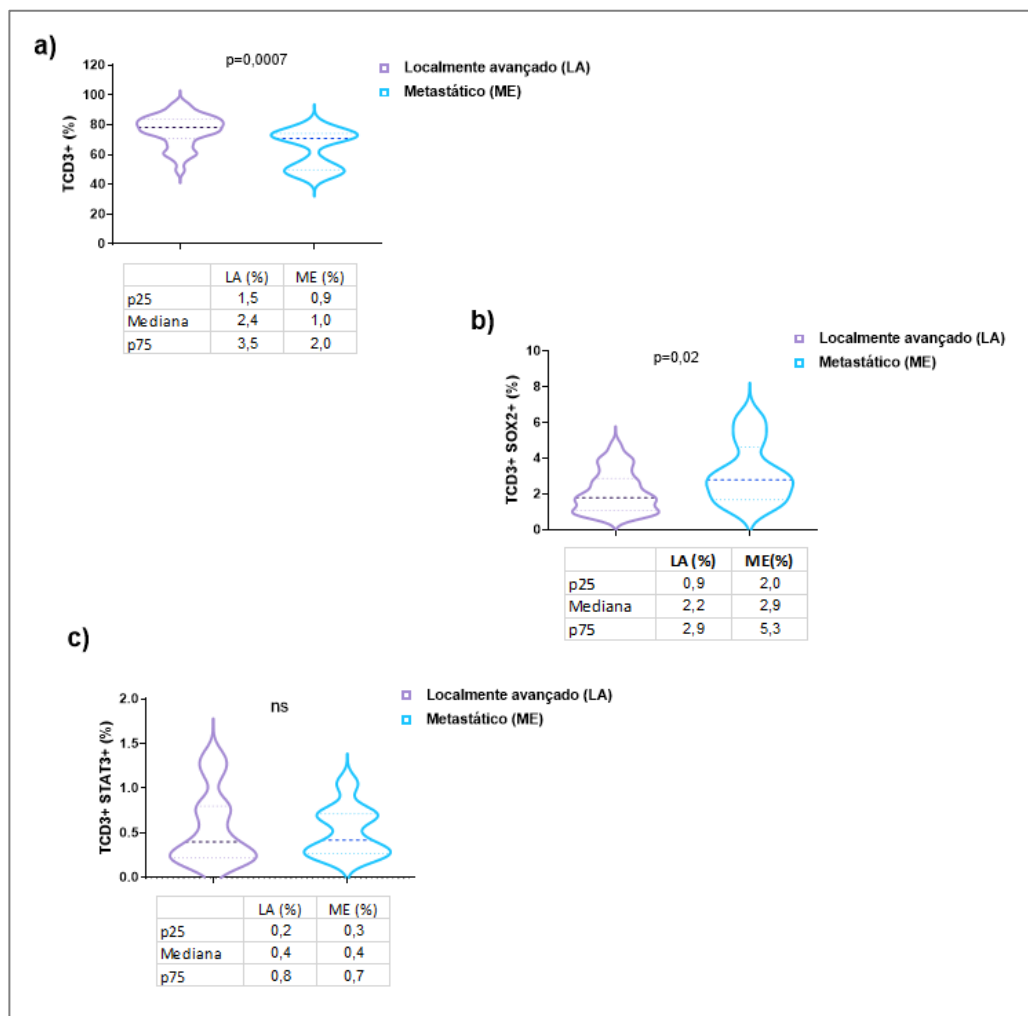 a)
p=0,0007
Localmente avançado (LA)
Metastático (ME)
TCD3+ (%)
120
100
80
60
40
20
0
LA (%) ME (%)
p25 1,5 0,9
Mediana 2,4 1,0
p75 3,5 2,0
b)
p=0,02
Localmente avançado (LA)
Metastático (ME)
TCD3+ SOX2+ (%)
10
8
6
4
2
0
LA (%) ME(%)
p25 0,9 2,0
Mediana 2,2 2,9
p75 2,9 5,3
c)
ns
Localmente avançado (LA)
Metastático (ME)
TCD3+ STAT3+ (%)
2.0
1.5
1.0
0.5
0.0
LA (%) ME (%)
p25 0,2 0,3
Mediana 0,4 0,4
p75 0,8 0,7